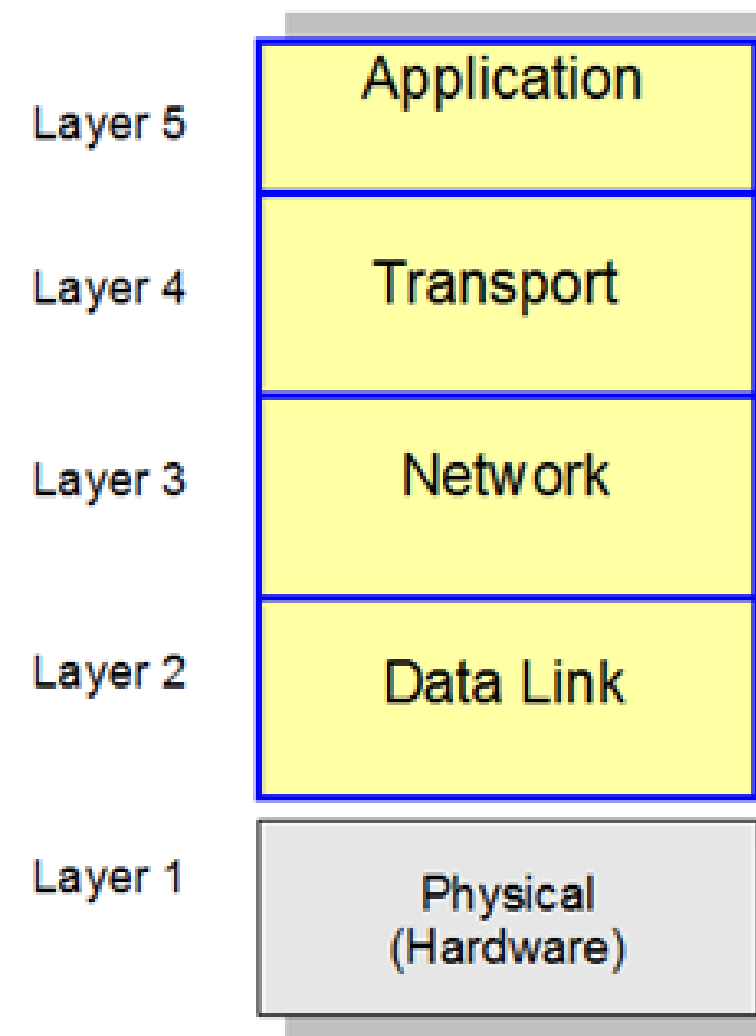 Application
Layer 5
Transport
Layer 4
Network
Layer 3
Data Link
Layer 2
Layer 1
Physical
(Hardware)